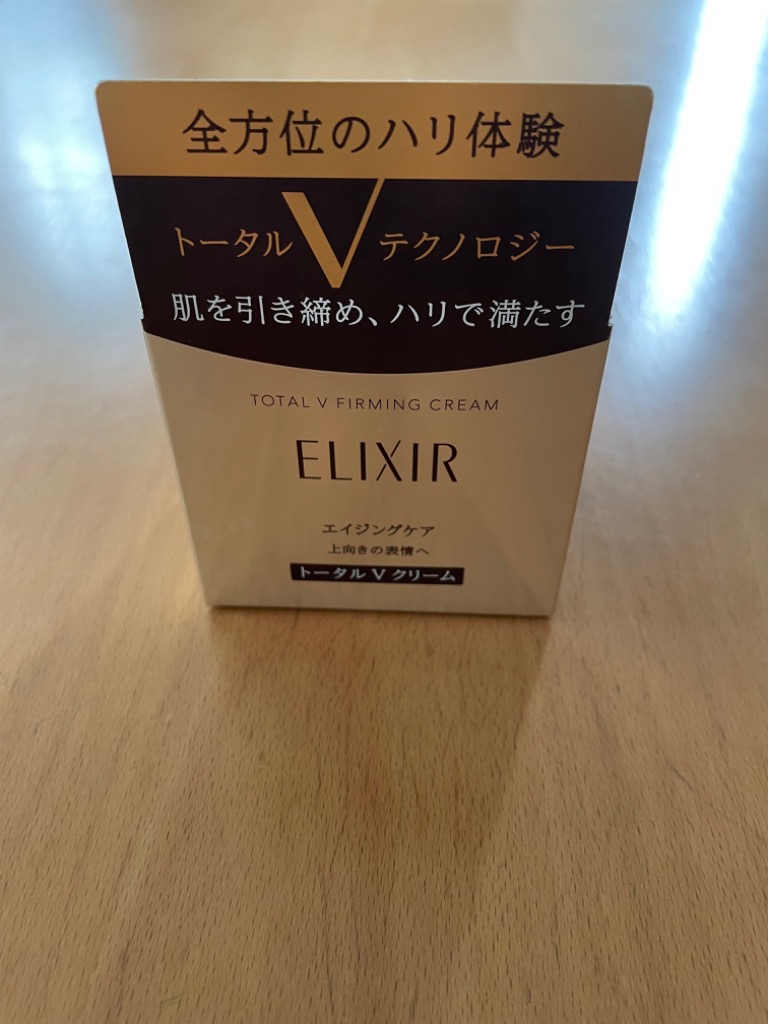 全方位のハリ体験
トータル V テクノロジー
肌を引き締め、ハリで満たす
TOTAL V FIRMING CREAM
ELIXIR
エイジングケア
上向きの表情へ
トータル V クリーム